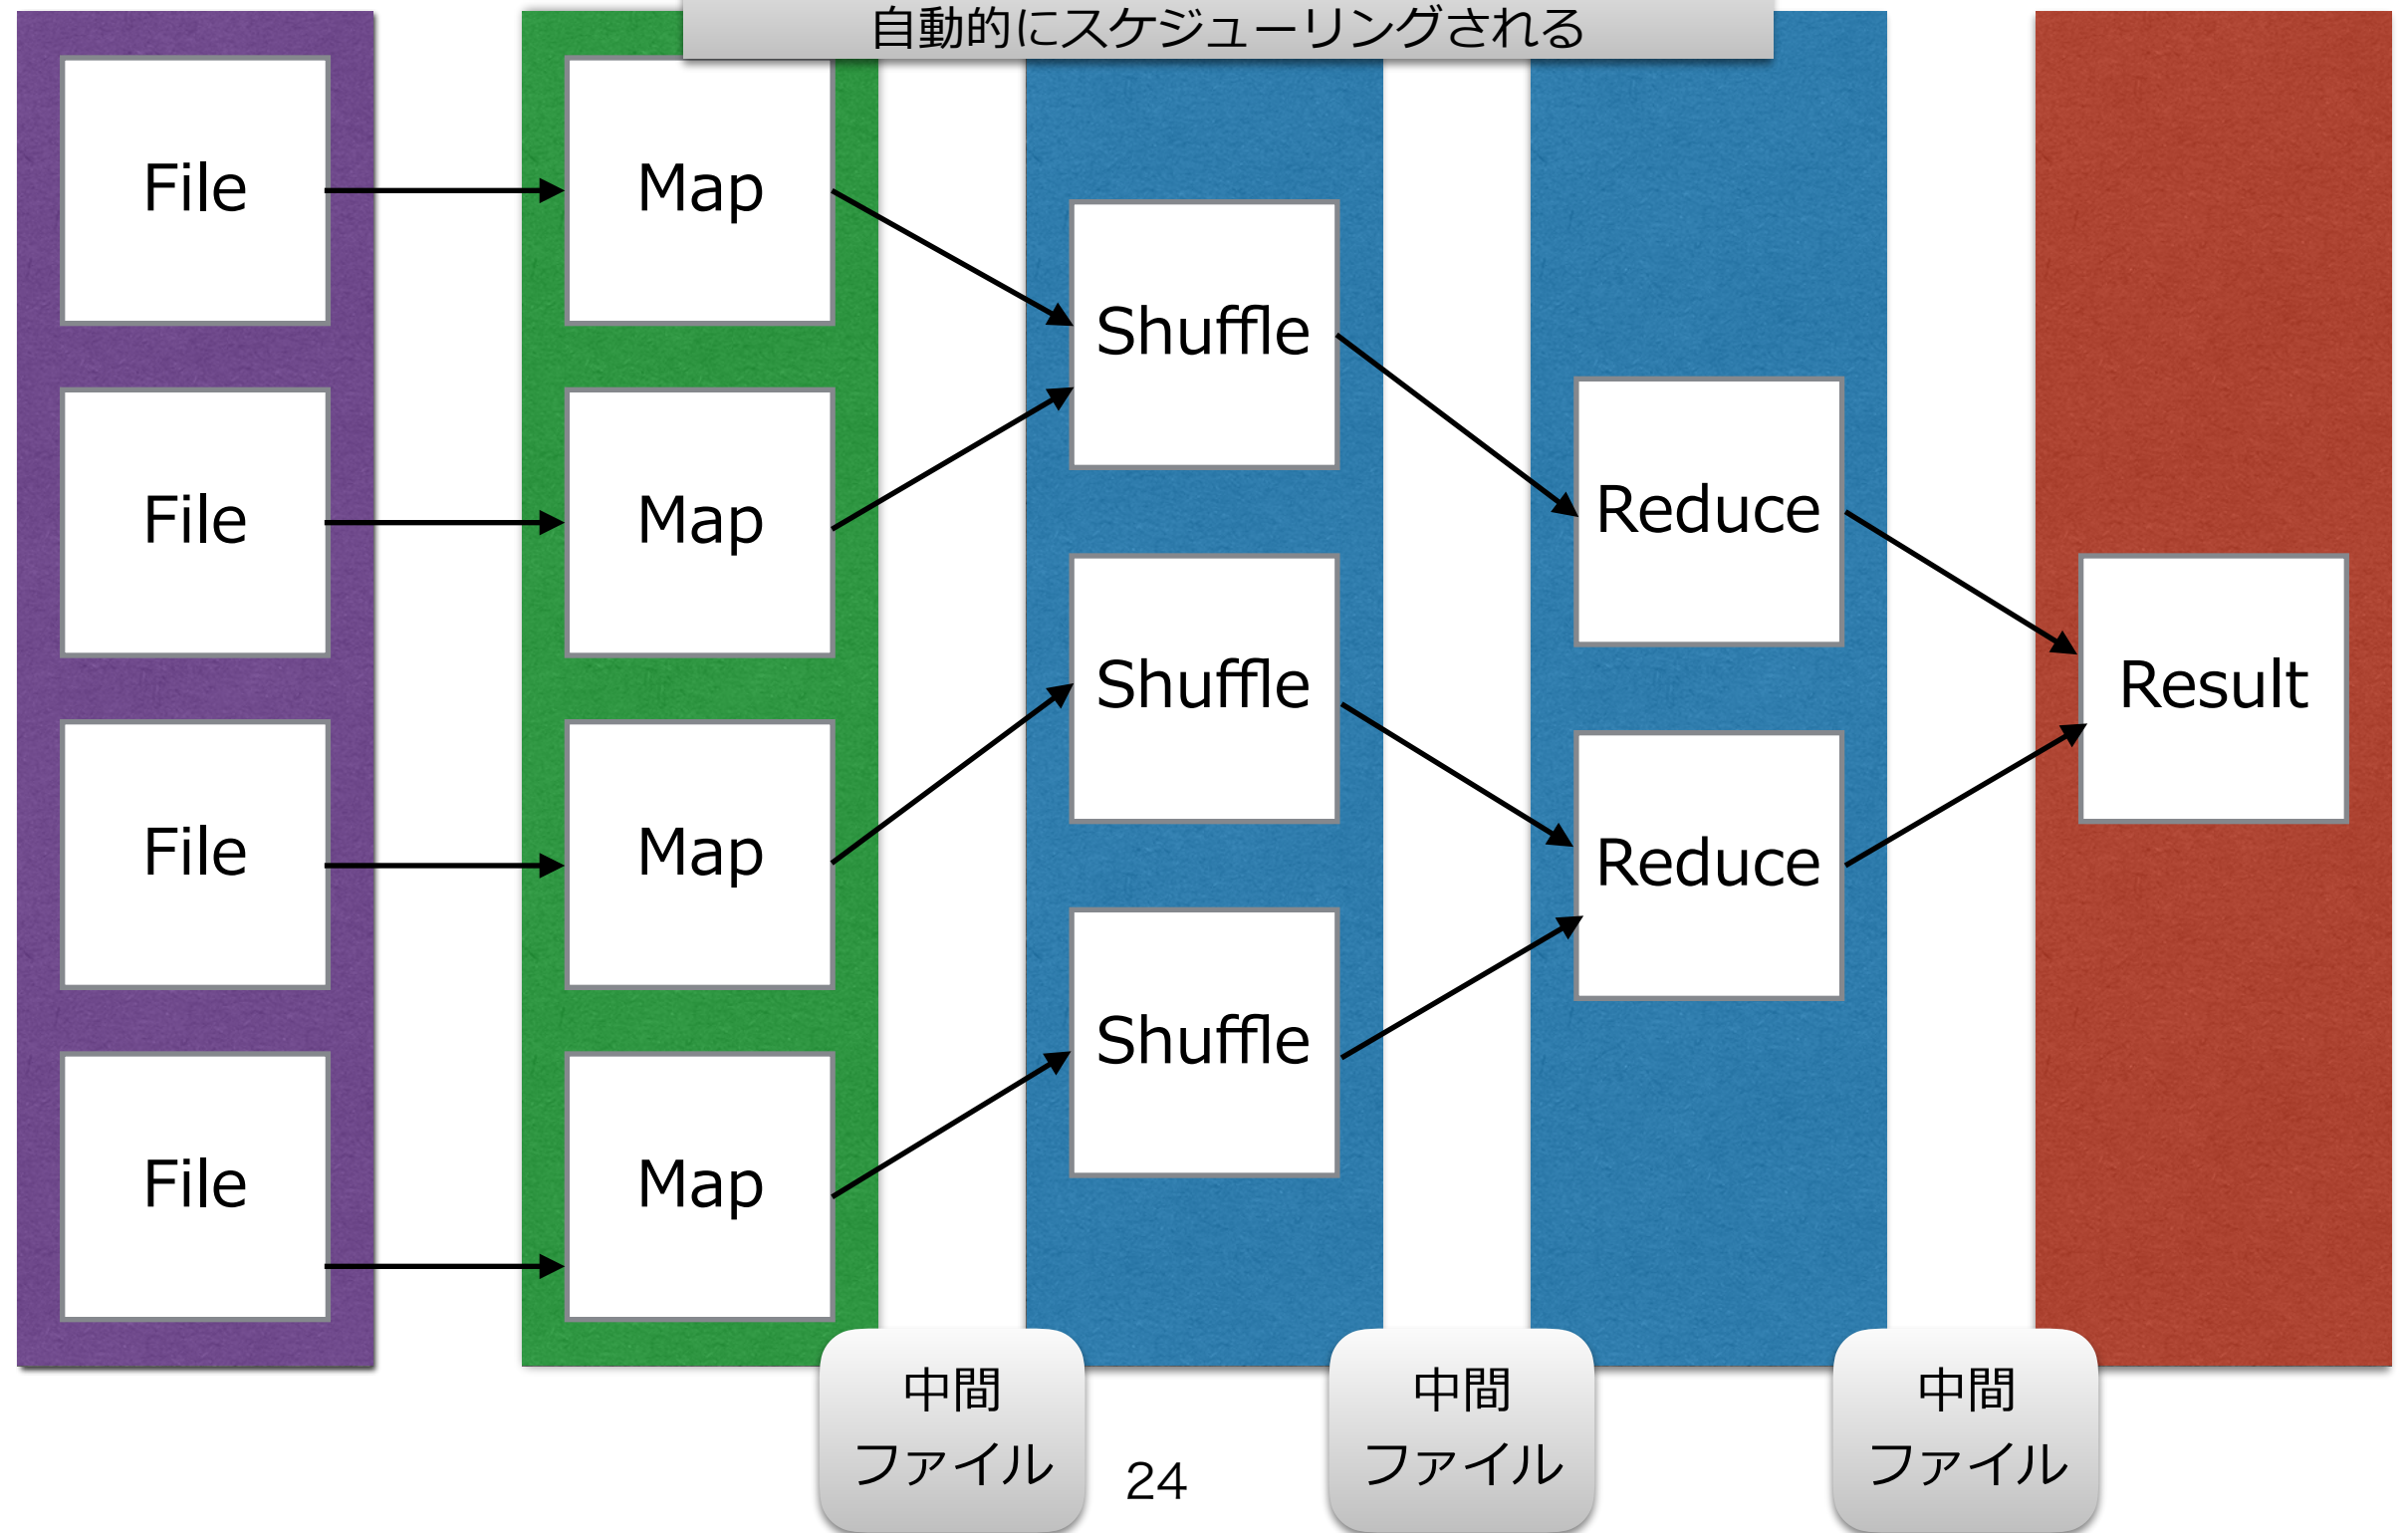 自動的にスケジューリングされる
File
Map
Shuffle
File
Map
Reduce
Shuffle
Result
File
Map
Reduce
Shuffle
File
Map
中間
ファイル
中間
ファイル
中間
ファイル
24